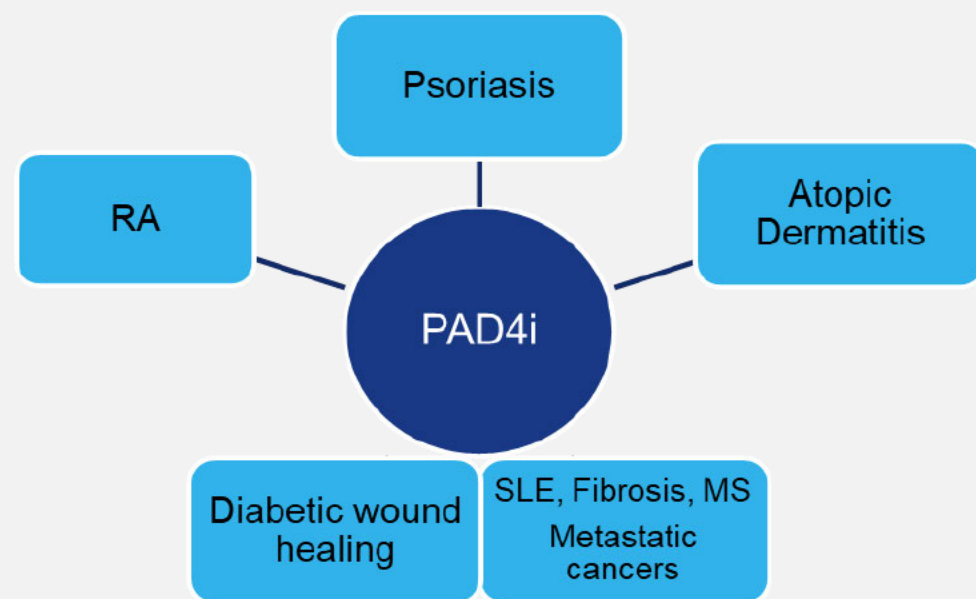 Psoriasis
RA
Atopic
Dermatitis
PAD4i
Diabetic wound
healing
SLE, Fibrosis, MS
Metastatic
cancers